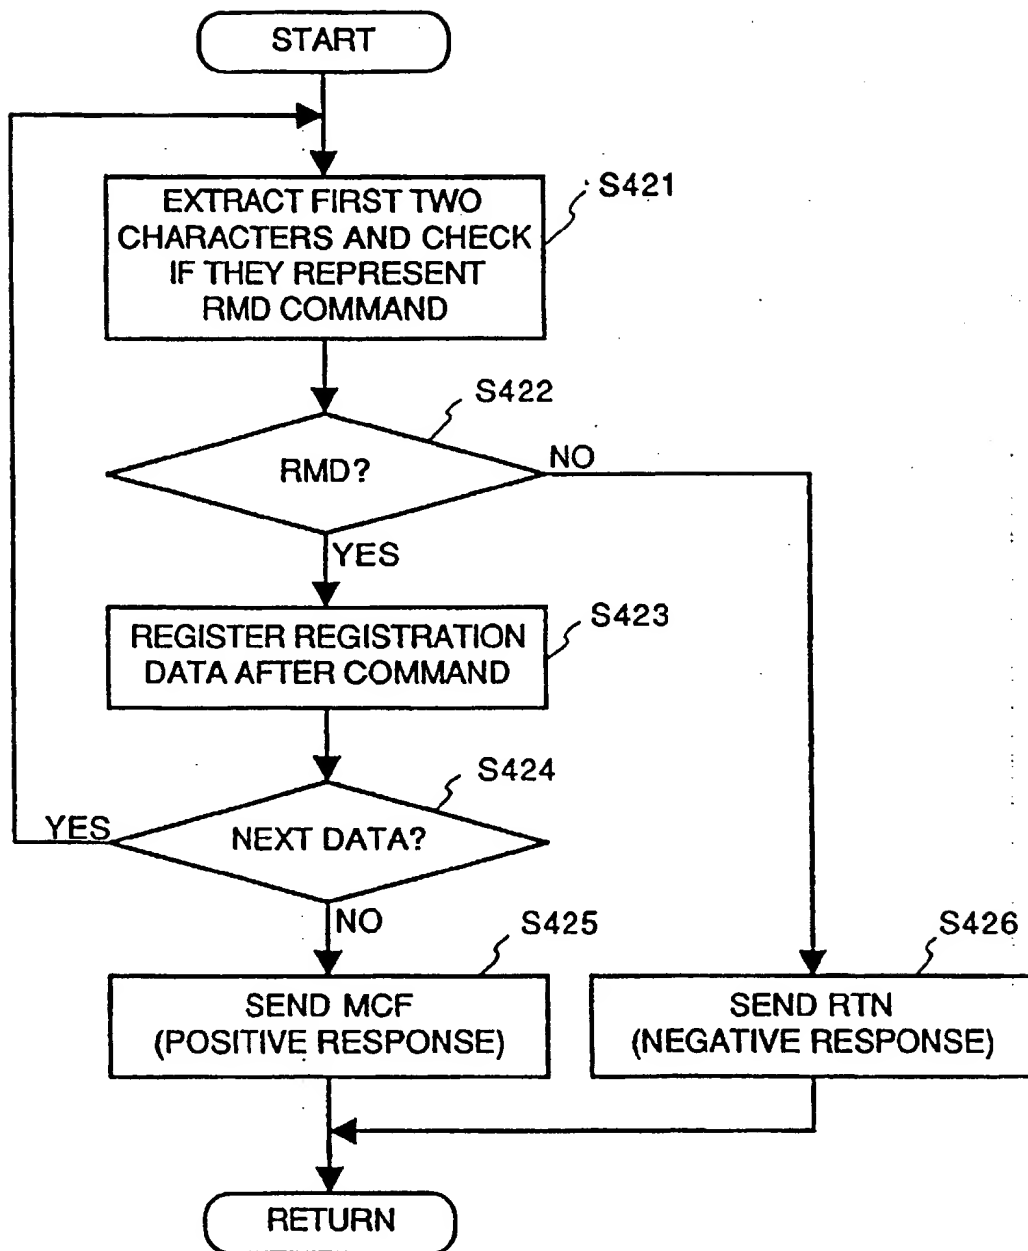 START
EXTRACT FIRST TWO
CHARACTERS AND CHECK
IF THEY REPRESENT
RMD COMMAND
S421
S422
RMD?
NO
YES
REGISTER REGISTRATION
DATA AFTER COMMAND
S423
S424
YES
NEXT DATA?
NO
S425
S426
SEND MCF
(POSITIVE RESPONSE)
SEND RTN
(NEGATIVE RESPONSE)
RETURN